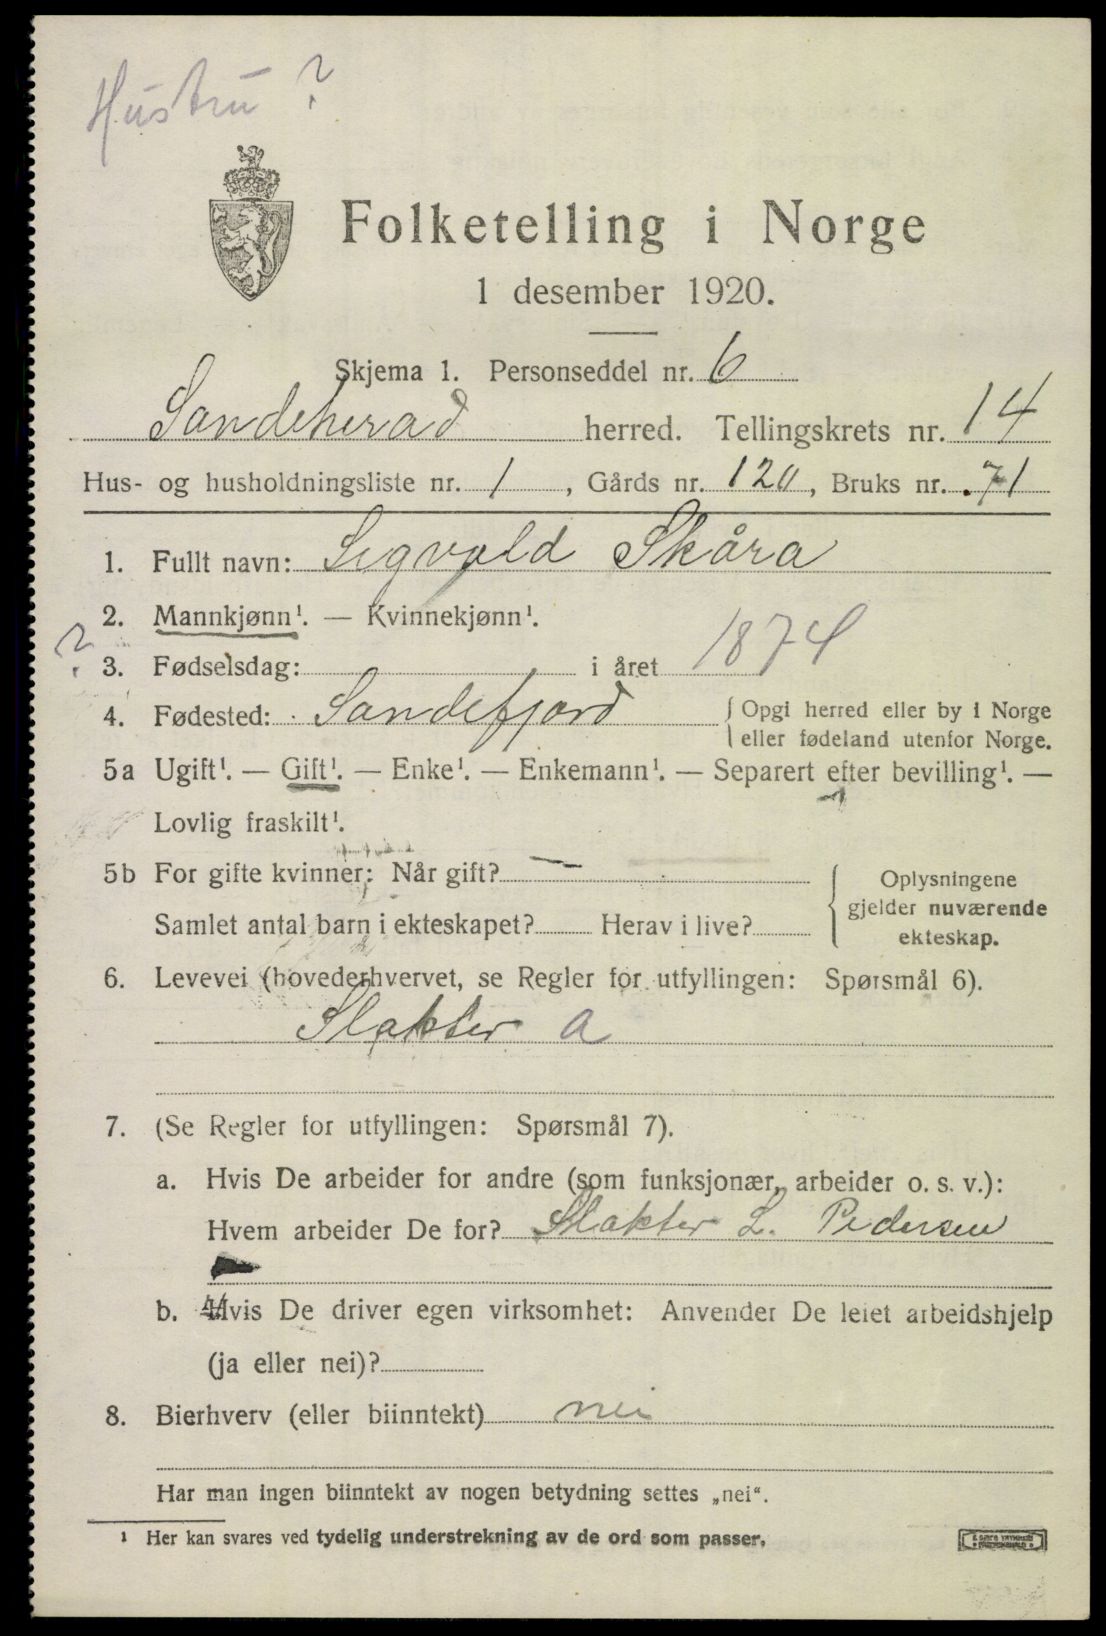 Hustru ?
Folketelling i Norge
1 desember 1920.
Skjema 1. Personseddel nr. 6
Sandeherad herred. Tellingskrets nr. 14
Hus- og husholdningsliste nr. 1, Gårds nr. 120, Bruks nr. 71
1. Fullt navn: Sigvald Skåra
2. Mannkjønn¹. — Kvinnekjønn¹.
? 3. Fødselsdag: i året 1874
4. Fødested: Sandefjord { Opgi herred eller by i Norge
eller fødeland utenfor Norge.
5a Ugift¹. — Gift¹. — Enke¹. — Enkemann¹. — Separert efter bevilling¹. —
Lovlig fraskilt¹.
5b For gifte kvinner: Når gift? —
Samlet antal barn i ekteskapet? Herav i live?
{ Oplysningene
gjelder nuværende
ekteskap.
6. Levevei (hovederhvervet, se Regler for utfyllingen: Spørsmål 6).
Slakter a
7. (Se Regler for utfyllingen: Spørsmål 7).
a. Hvis De arbeider for andre (som funksjonær, arbeider o. s. v.):
Hvem arbeider De for? Slakter L. Pedersen
b. Hvis De driver egen virksomhet: Anvender De leiet arbeidshjelp
(ja eller nei)?
8. Bierhverv (eller biinntekt) nei
Har man ingen biinntekt av nogen betydning settes „nei“.
¹ Her kan svares ved tydelig understrekning av de ord som passer.